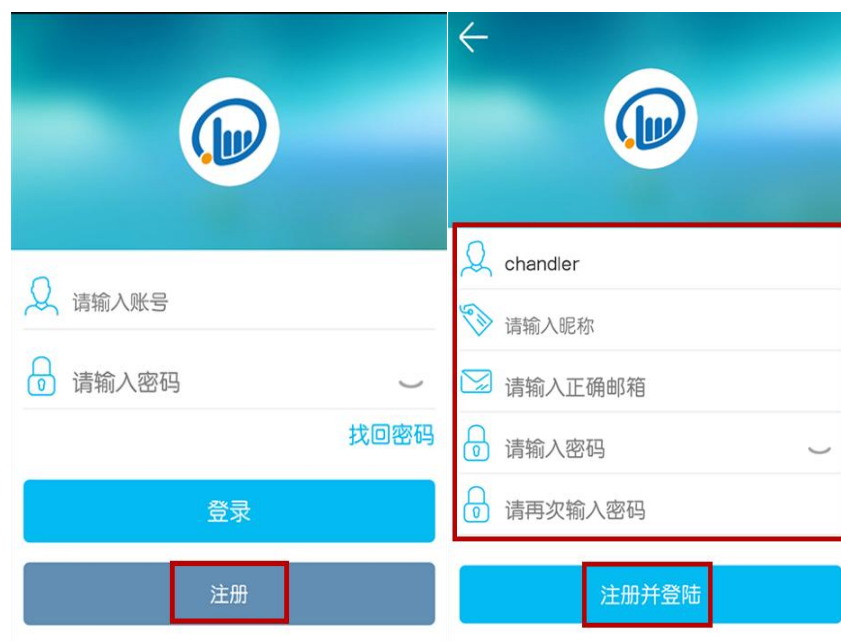 请输入账号
请输入密码
找回密码
登录
注册
chandler
请输入昵称
请输入正确邮箱
请输入密码
请再次输入密码
注册并登陆